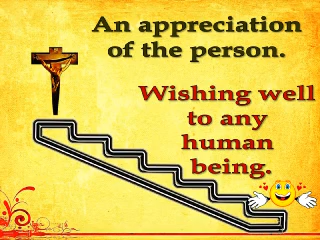 An appreciation
of the person.
Wishing well
to any
human
being.